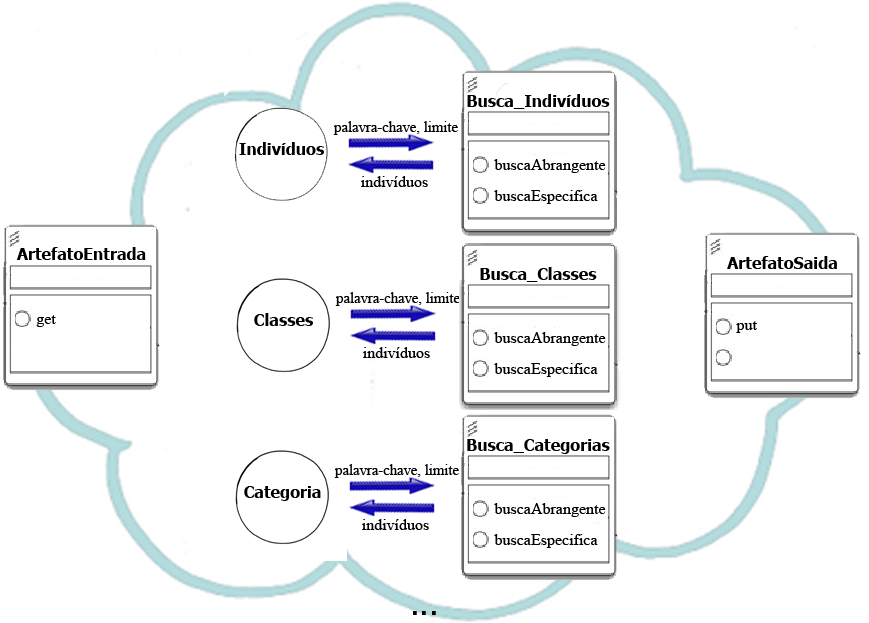 Busca_Indivíduos
palavra-chave, limite
Indivíduos
buscaAbrangente
indivíduos
buscaEspecifica
ArtefatoEntrada
get
Busca_Classes
palavra-chave, limite
Classes
buscaAbrangente
indivíduos
buscaEspecifica
ArtefatoSaida
put
Busca_Categorias
palavra-chave, limite
Categoria
buscaAbrangente
indivíduos
buscaEspecifica
...